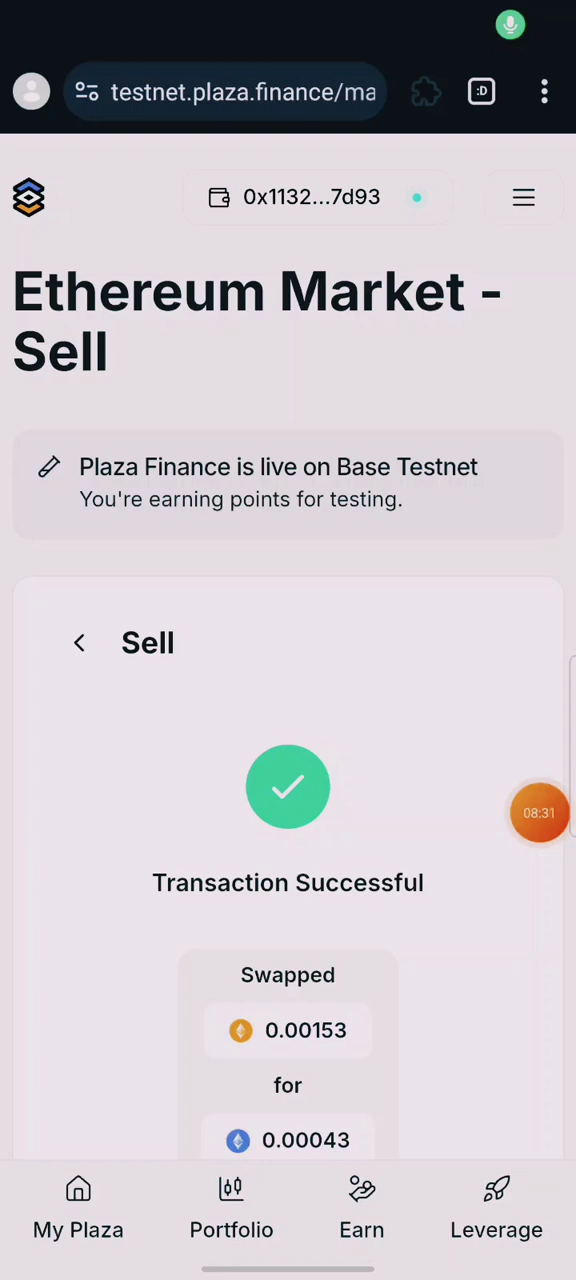 testnet.plaza.finance/ma
:D
0x1132...7d93
Ethereum Market -
Sell
Plaza Finance is live on Base Testnet
You're earning points for testing.
Sell
08:31
Transaction Successful
Swapped
0.00153
for
0.00043
My Plaza
Portfolio
Earn
Leverage